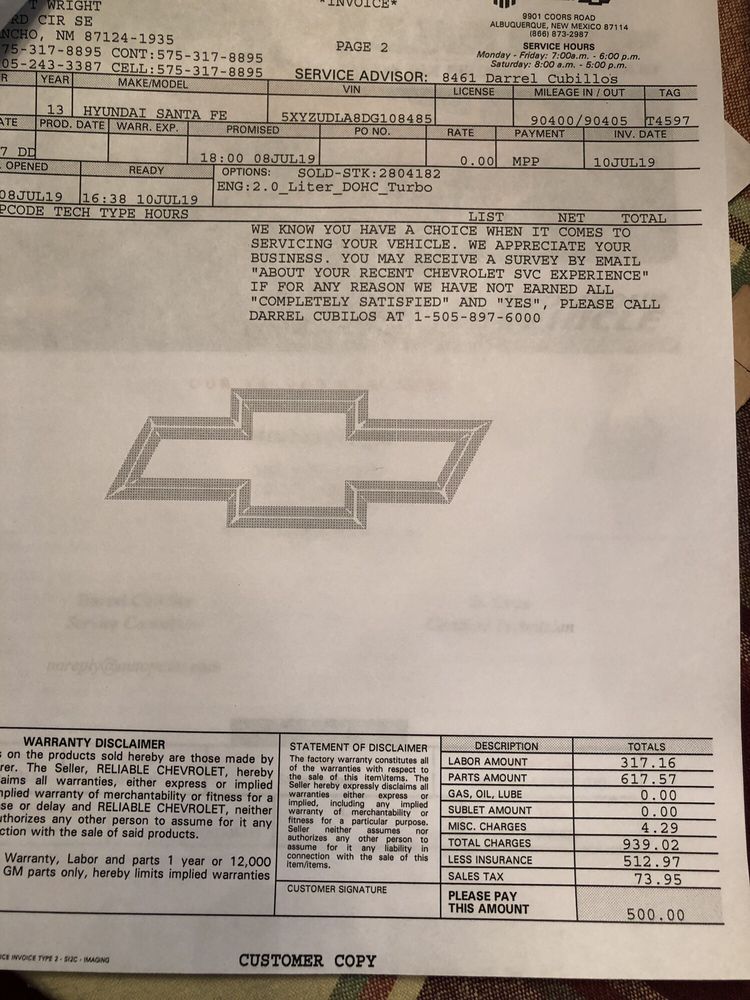 T WRIGHT
*INVOICE*
RD CIR SE
9901 COORS ROAD
ALBUQUERQUE, NEW MEXICO 87114
(866) 873-2987
NCHO, NM 87124-1935
75-317-8895 CONT:575-317-8895
PAGE 2
SERVICE HOURS
Monday - Friday: 7:00a.m. - 6:00 p.m.
Saturday: 8:00 a.m. - 5:00 p.m.
05-243-3387 CELL:575-317-8895
SERVICE ADVISOR: 8461 Darrel Cubillos
R YEAR MAKE/MODEL VIN LICENSE MILEAGE IN / OUT TAG
13 HYUNDAI SANTA FE 5XYZUDLA8DG108485 90400/90405 T4597
ATE PROD. DATE WARR. EXP. PROMISED PO NO. RATE PAYMENT INV. DATE
7 DD 18:00 08JUL19 0.00 MPP 10JUL19
. OPENED READY OPTIONS: SOLD-STK:2804182
ENG:2.0_Liter_DOHC_Turbo
08JUL19 16:38 10JUL19
PCODE TECH TYPE HOURS LIST NET TOTAL
WE KNOW YOU HAVE A CHOICE WHEN IT COMES TO
SERVICING YOUR VEHICLE. WE APPRECIATE YOUR
BUSINESS. YOU MAY RECEIVE A SURVEY BY EMAIL
"ABOUT YOUR RECENT CHEVROLET SVC EXPERIENCE"
IF FOR ANY REASON WE HAVE NOT EARNED ALL
"COMPLETELY SATISFIED" AND "YES", PLEASE CALL
DARREL CUBILOS AT 1-505-897-6000
WARRANTY DISCLAIMER
s on the products sold hereby are those made by
rer. The Seller, RELIABLE CHEVROLET, hereby
aims all warranties, either express or implied
mplied warranty of merchantability or fitness for a
se or delay and RELIABLE CHEVROLET, neither
uthorizes any other person to assume for it any
ction with the sale of said products.
Warranty, Labor and parts 1 year or 12,000
GM parts only, hereby limits implied warranties
STATEMENT OF DISCLAIMER
The factory warranty constitutes all
of the warranties with respect to
the sale of this item/items. The
Seller hereby expressly disclaims all
warranties either express or
implied, including any implied
warranty of merchantability or
fitness for a particular purpose.
Seller neither assumes nor
authorizes any other person to
assume for it any liability in
connection with the sale of this
item/items.
CUSTOMER SIGNATURE
DESCRIPTION TOTALS
LABOR AMOUNT 317.16
PARTS AMOUNT 617.57
GAS, OIL, LUBE 0.00
SUBLET AMOUNT 0.00
MISC. CHARGES 4.29
TOTAL CHARGES 939.02
LESS INSURANCE 512.97
SALES TAX 73.95
PLEASE PAY
THIS AMOUNT 500.00
ICE INVOICE TYPE 2 - SI2C - IMAGING
CUSTOMER COPY